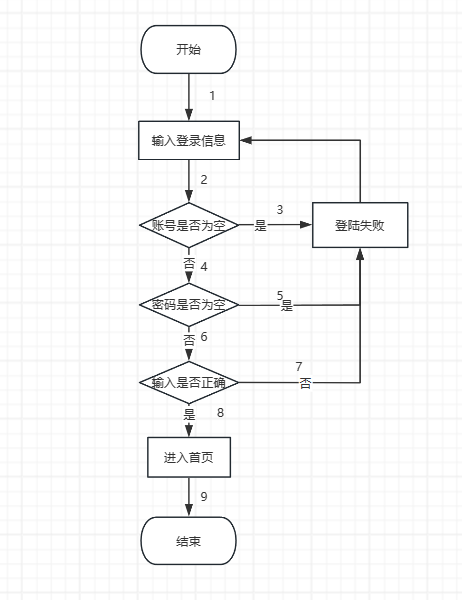 开始
1
输入登录信息
2
账号是否为空
是
3
登陆失败
否
4
密码是否为空
5
是
否
6
输入是否正确
7
否
是
8
进入首页
9
结束